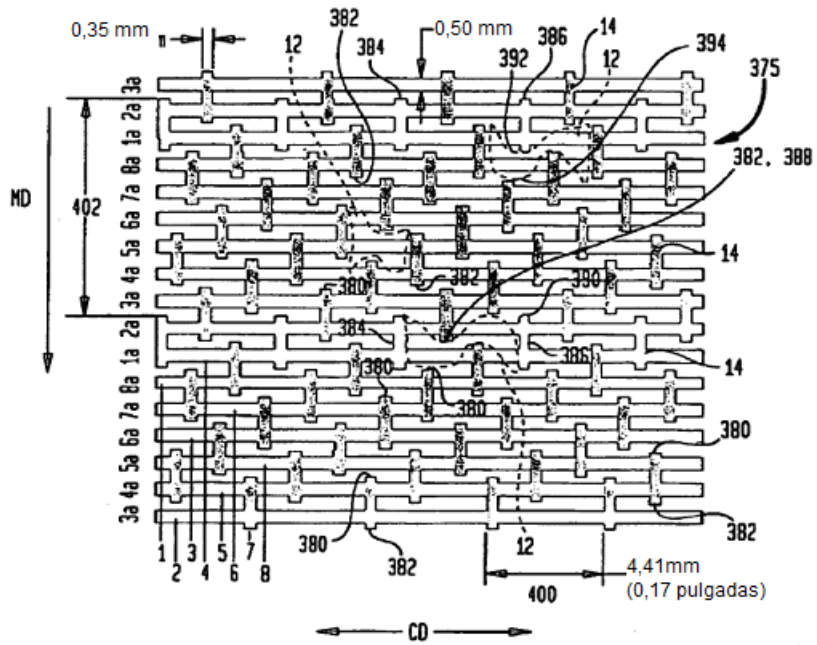 0,35 mm
n
382
12
384
0,50 mm
392
386
14
12
394
375
382, 388
MD
402
3a
2a
1a
8a
7a
6a
5a
4a
3a
2a
1a
8a
7a
6a
5a
4a
3a
14
382
380
390
384
386
14
380
380
380
382
380
382
12
1
2
3
4
5
6
7
8
400
4,41mm
(0,17 pulgadas)
CD